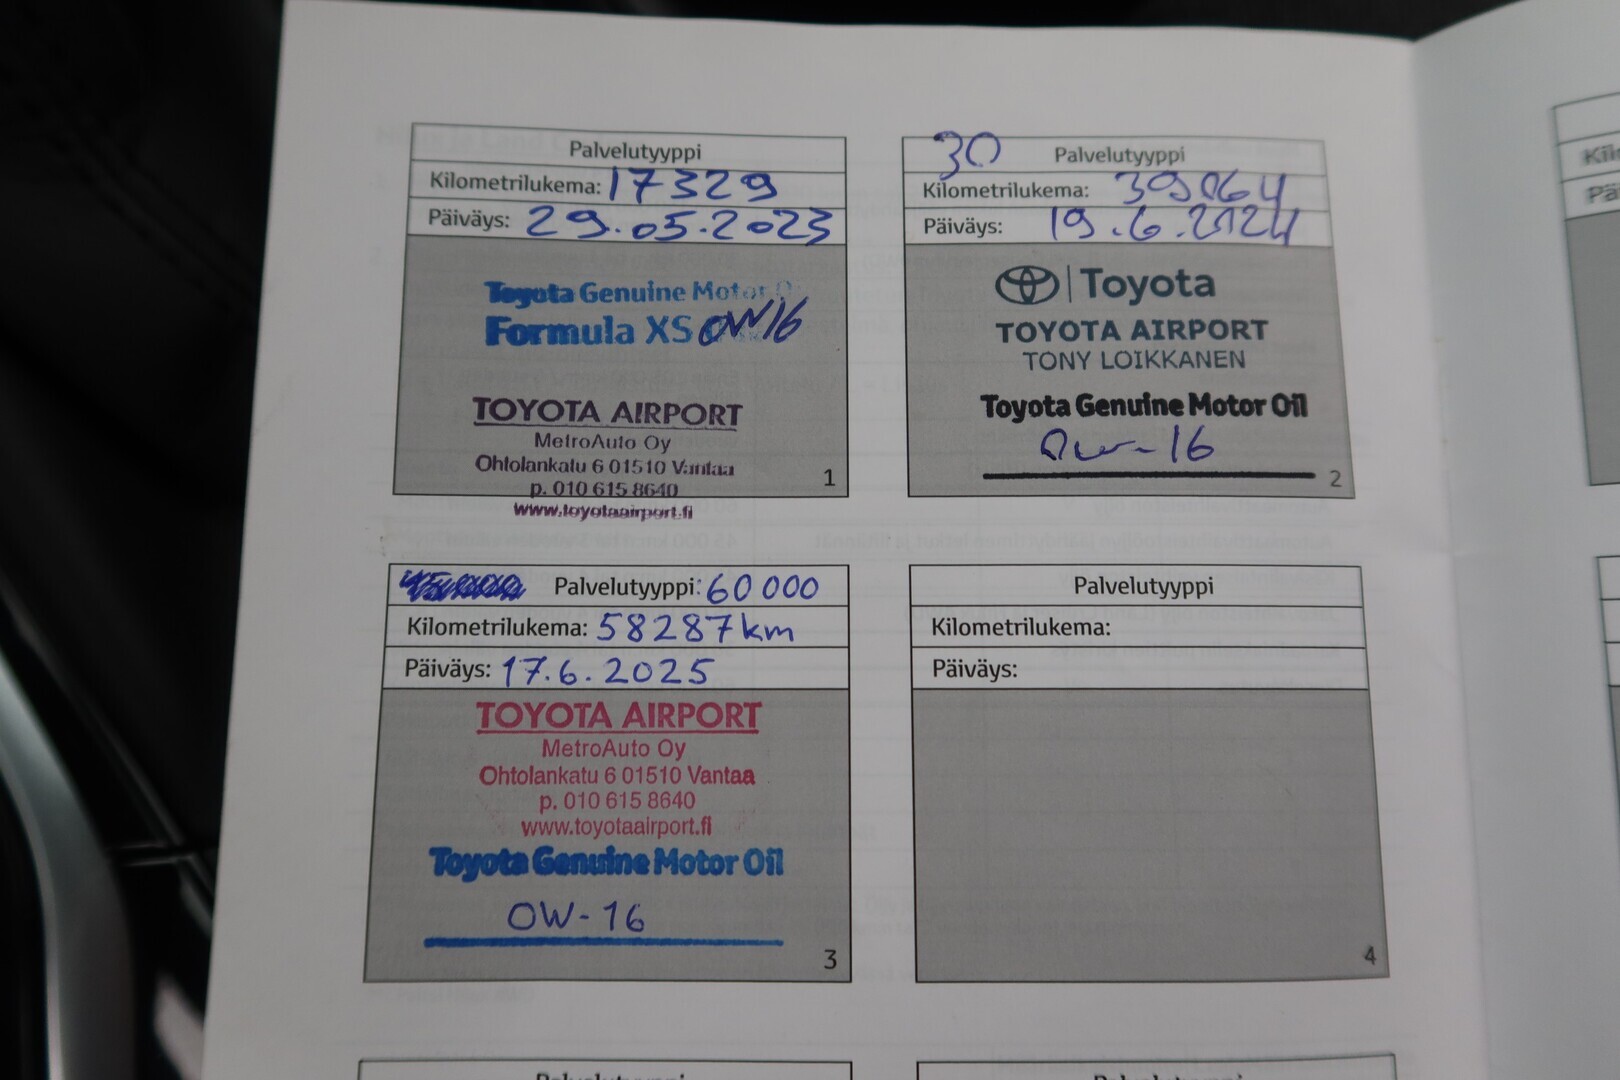 Palvelutyyppi
Kilometrilukema: 17329
Päiväys: 29.05.2023
Toyota Genuine Motor
Formula XS 0W16
TOYOTA AIRPORT
MetroAuto Oy
Ohtolankatu 6 01510 Vantaa
p. 010 615 8640
www.toyotaairport.fi
1
30 Palvelutyyppi
Kilometrilukema: 39064
Päiväys: 19.6.2124
Toyota
TOYOTA AIRPORT
TONY LOIKKANEN
Toyota Genuine Motor Oil
0w-16
2
Palvelutyyppi: 60 000
Kilometrilukema: 58287km
Päiväys: 17.6.2025
TOYOTA AIRPORT
MetroAuto Oy
Ohtolankatu 6 01510 Vantaa
p. 010 615 8640
www.toyotaairport.fi
Toyota Genuine Motor Oil
0W-16
3
Palvelutyyppi
Kilometrilukema:
Päiväys:
4
Palvelutyyppi
Palvelutyyppi